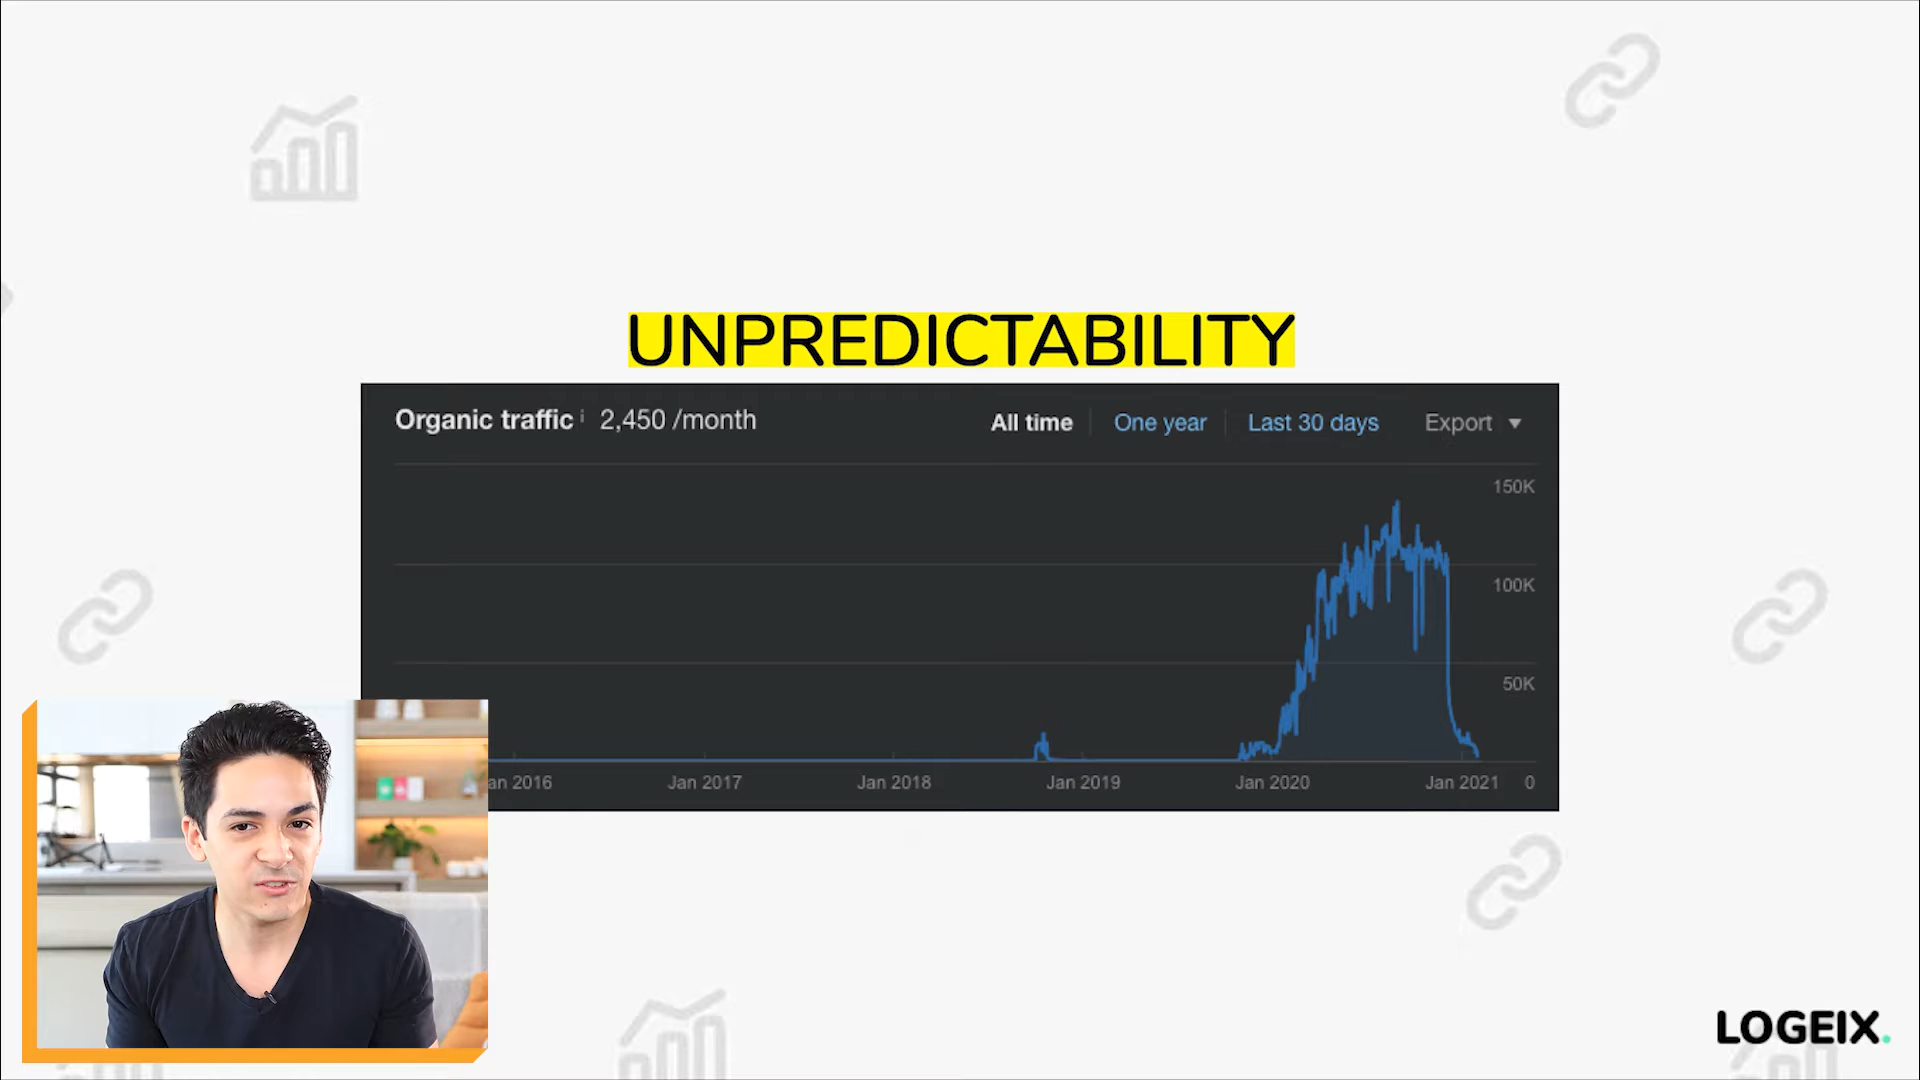 UNPREDICTABILITY
Organic traffic i 2,450 /month All time One year Last 30 days Export
150K
100K
50K
an 2016 Jan 2017 Jan 2018 Jan 2019 Jan 2020 Jan 2021 0
LOGEIX.